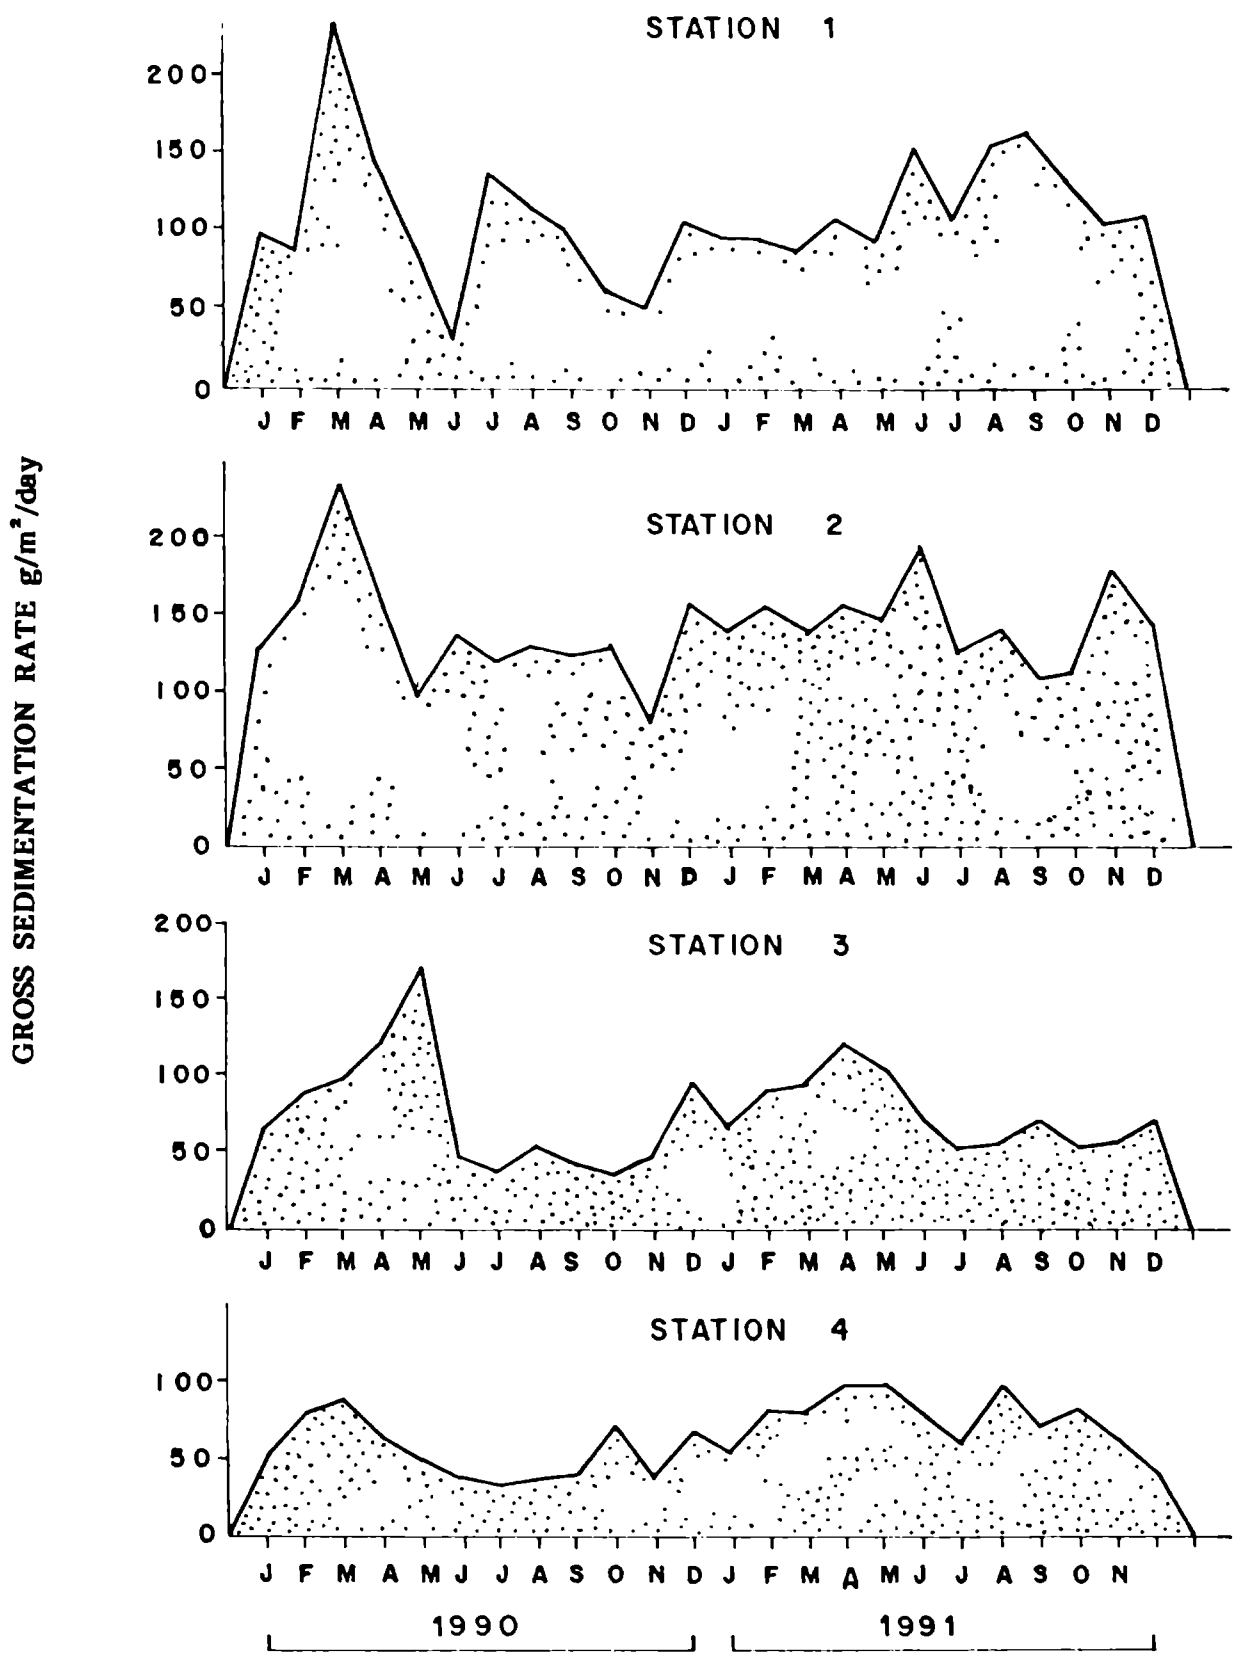 GROSS SEDIMENTATION RATE g/m²/day
STATION 1
200
150
100
50
0
J F M A M J J A S O N D J F M A M J J A S O N D
STATION 2
200
150
100
50
0
J F M A M J J A S O N D J F M A M J J A S O N D
STATION 3
200
150
100
50
0
J F M A M J J A S O N D J F M A M J J A S O N D
STATION 4
100
50
0
J F M A M J J A S O N D J F M A M J J A S O N
1990 1991